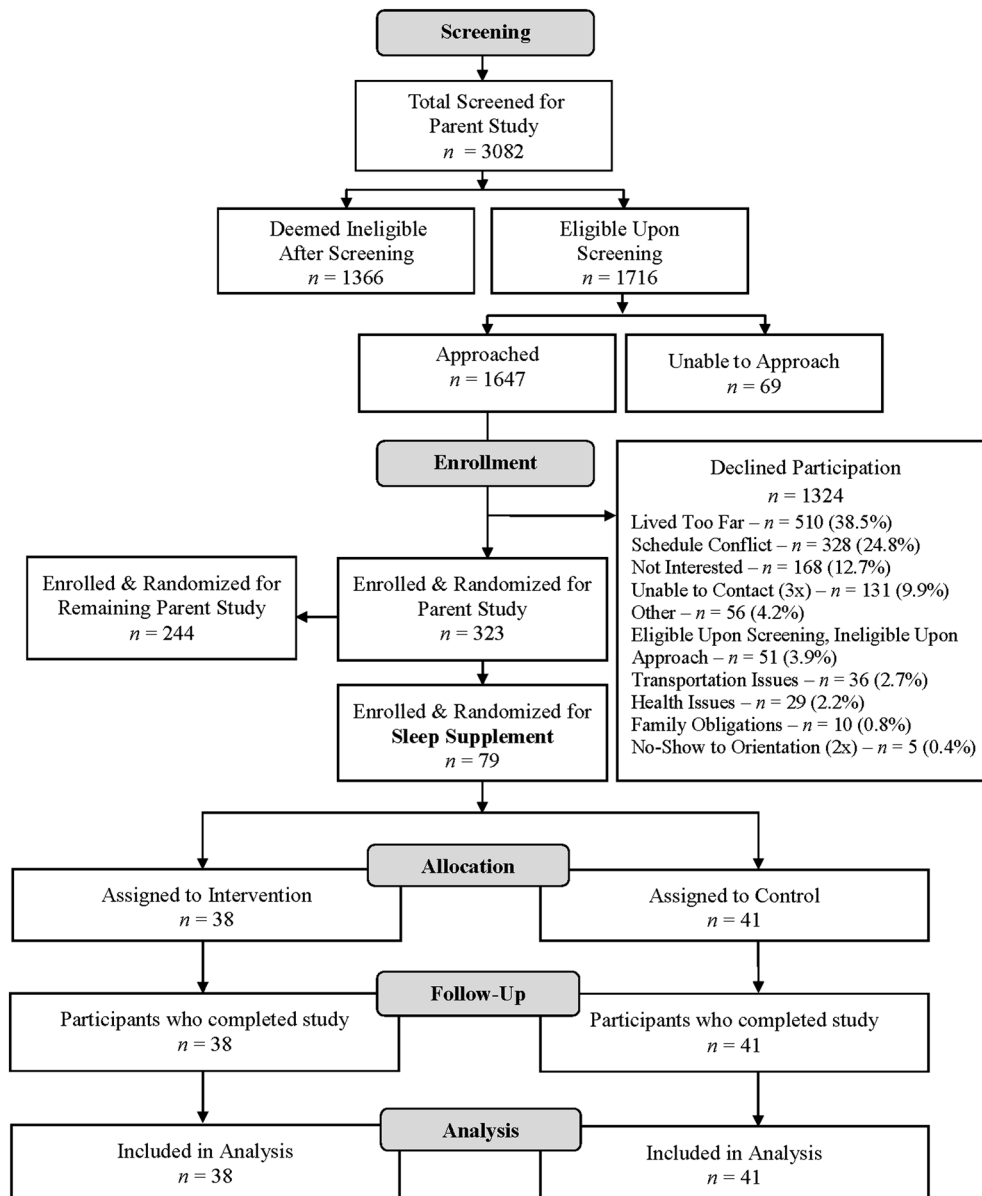 Screening
Total Screened for
Parent Study
n = 3082
Deemed Ineligible
After Screening
n = 1366
Eligible Upon
Screening
n = 1716
Approached
n = 1647
Unable to Approach
n = 69
Enrollment
Declined Participation
n = 1324
Lived Too Far – n = 510 (38.5%)
Schedule Conflict – n = 328 (24.8%)
Not Interested – n = 168 (12.7%)
Unable to Contact (3x) – n = 131 (9.9%)
Other – n = 56 (4.2%)
Eligible Upon Screening, Ineligible Upon
Approach – n = 51 (3.9%)
Transportation Issues – n = 36 (2.7%)
Health Issues – n = 29 (2.2%)
Family Obligations – n = 10 (0.8%)
No-Show to Orientation (2x) – n = 5 (0.4%)
Enrolled & Randomized for
Remaining Parent Study
n = 244
Enrolled & Randomized for
Parent Study
n = 323
Enrolled & Randomized for
Sleep Supplement
n = 79
Allocation
Assigned to Intervention
n = 38
Assigned to Control
n = 41
Follow-Up
Participants who completed study
n = 38
Participants who completed study
n = 41
Analysis
Included in Analysis
n = 38
Included in Analysis
n = 41